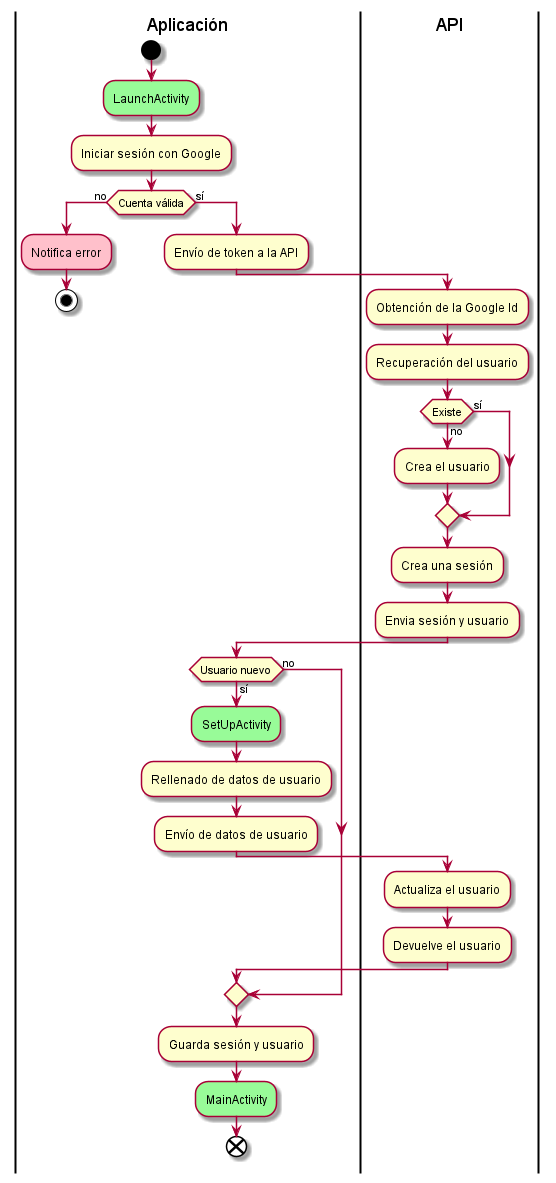 Aplicación
API
LaunchActivity
Iniciar sesión con Google
no
Cuenta válida
sí
Notifica error
Envío de token a la API
Obtención de la Google Id
Recuperación del usuario
Existe
sí
no
Crea el usuario
Crea una sesión
Envia sesión y usuario
Usuario nuevo
no
sí
SetUpActivity
Rellenado de datos de usuario
Envío de datos de usuario
Actualiza el usuario
Devuelve el usuario
Guarda sesión y usuario
MainActivity